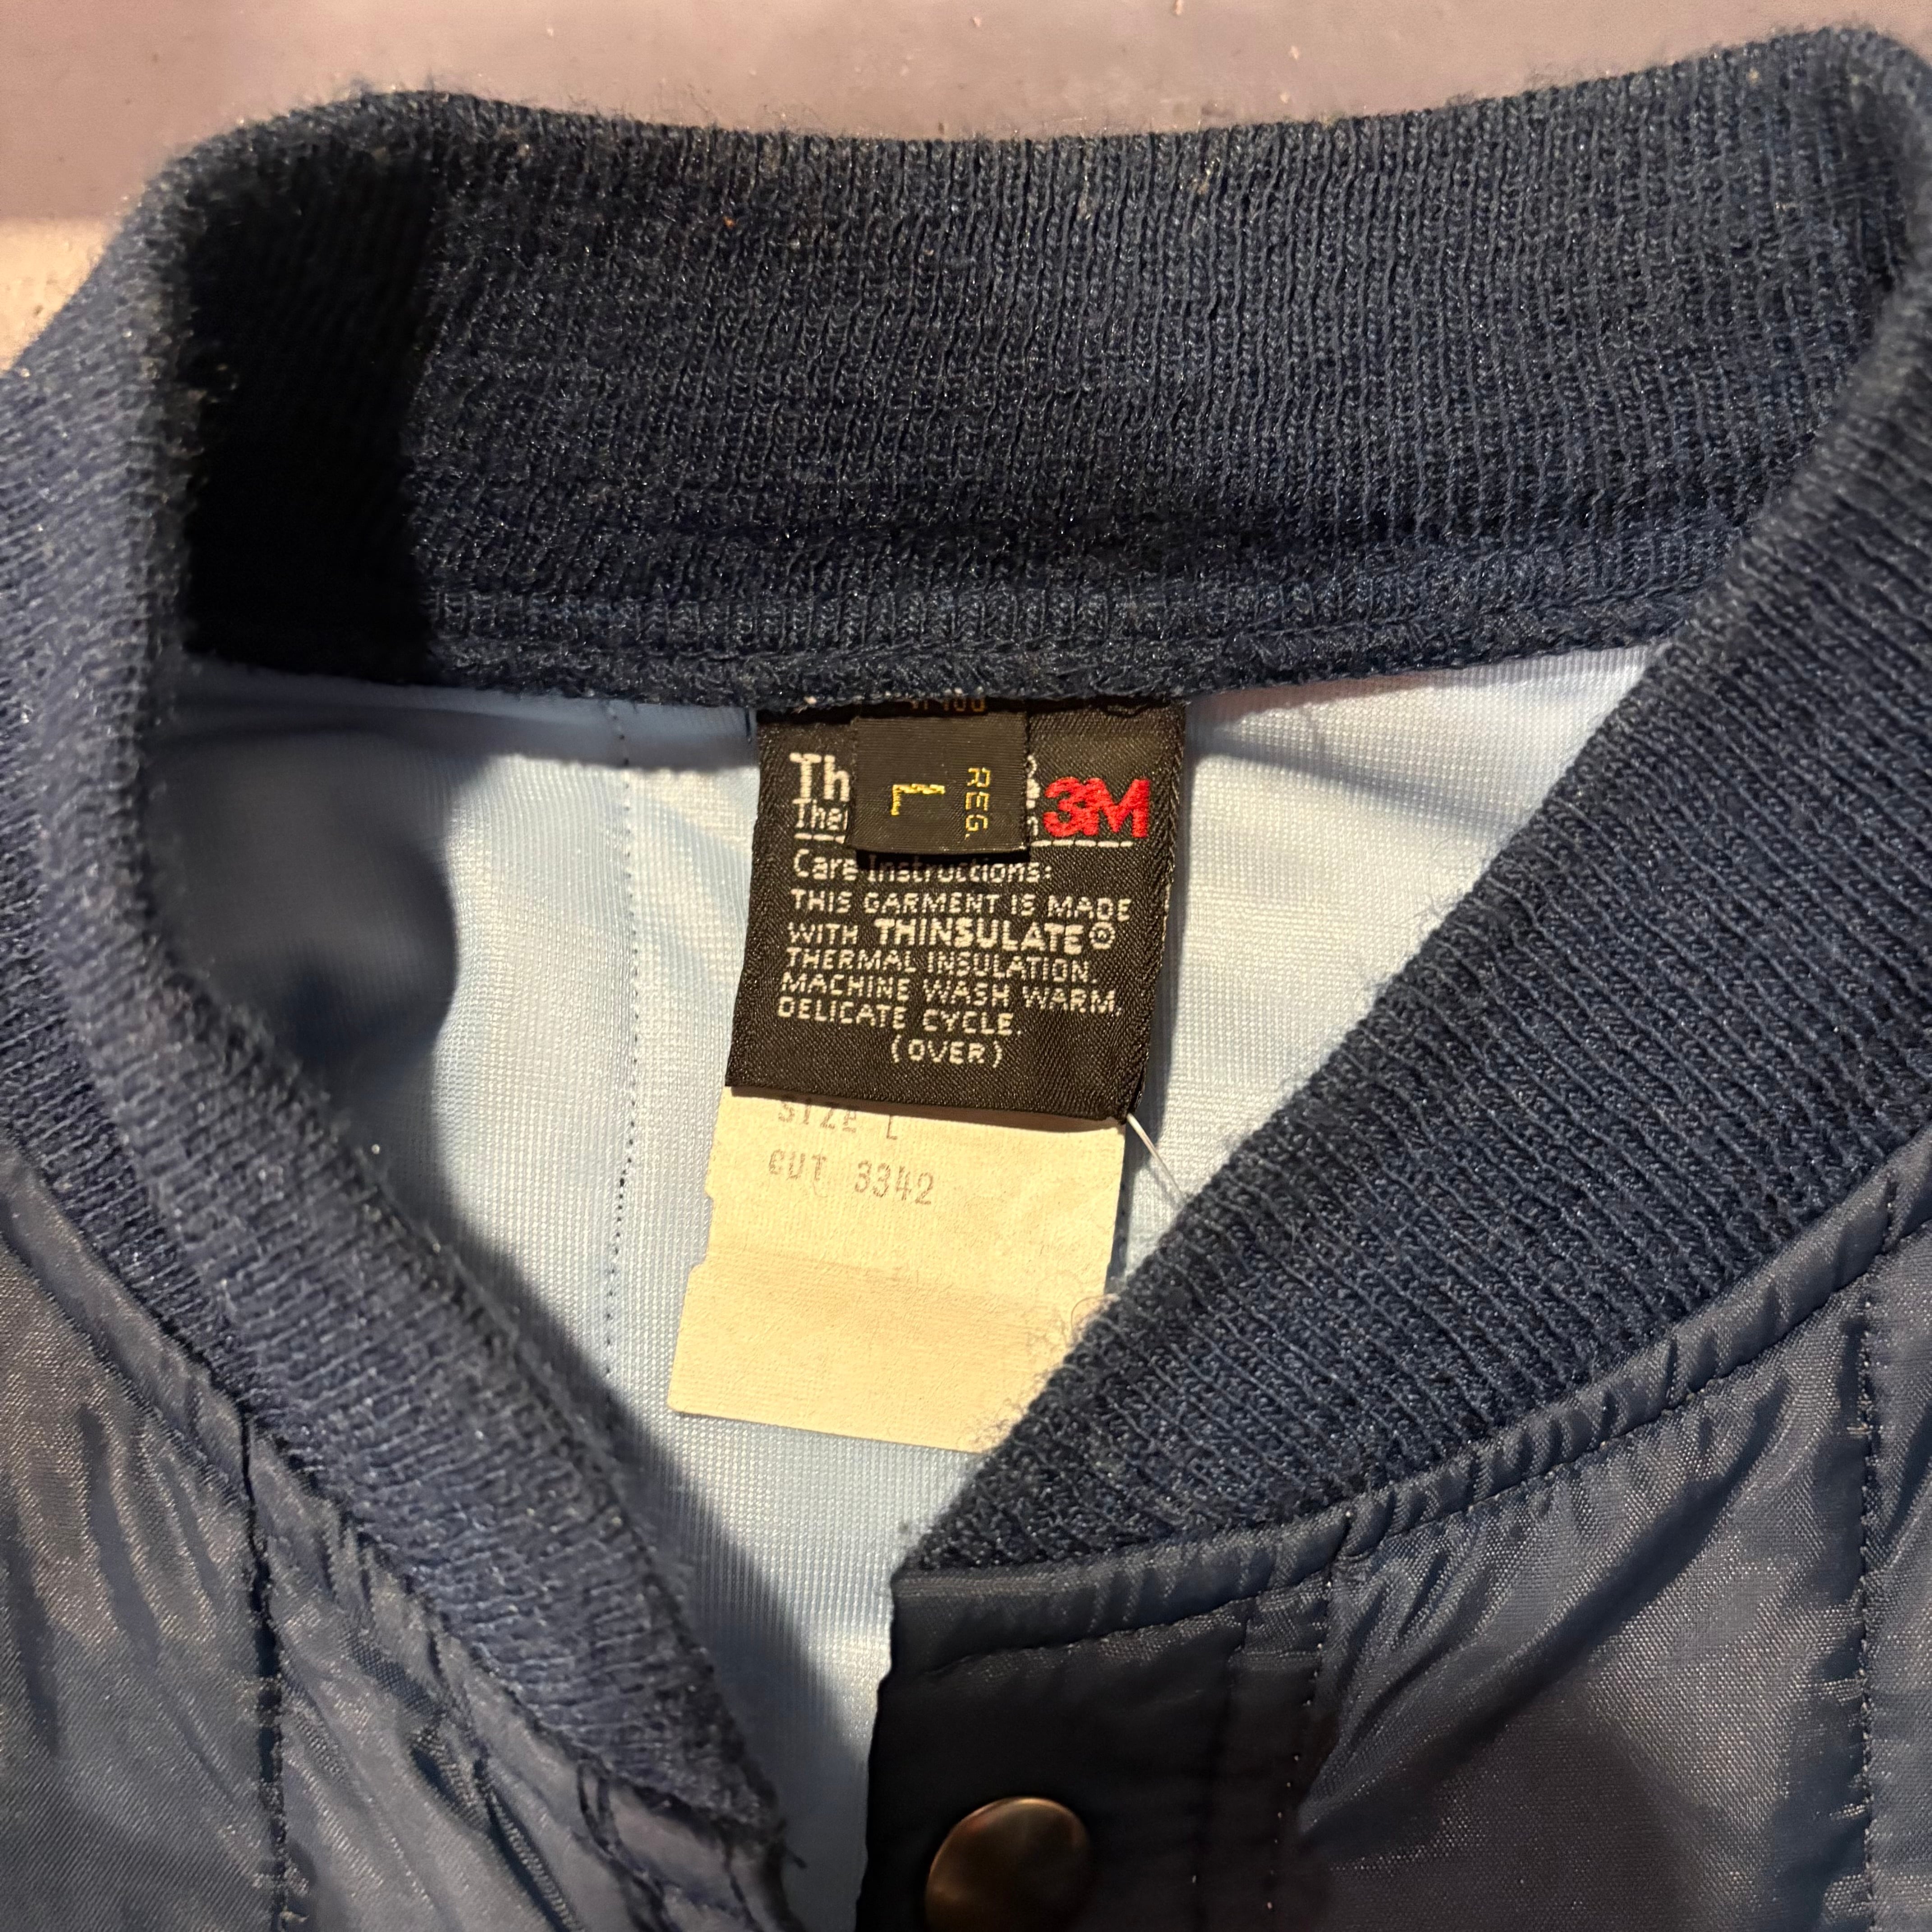 L
REG.
Th
3M
Care Instructions:
THIS GARMENT IS MADE
WITH THINSULATE®
THERMAL INSULATION.
MACHINE WASH WARM,
DELICATE CYCLE.
(OVER)
SIZE L
CUT 3342